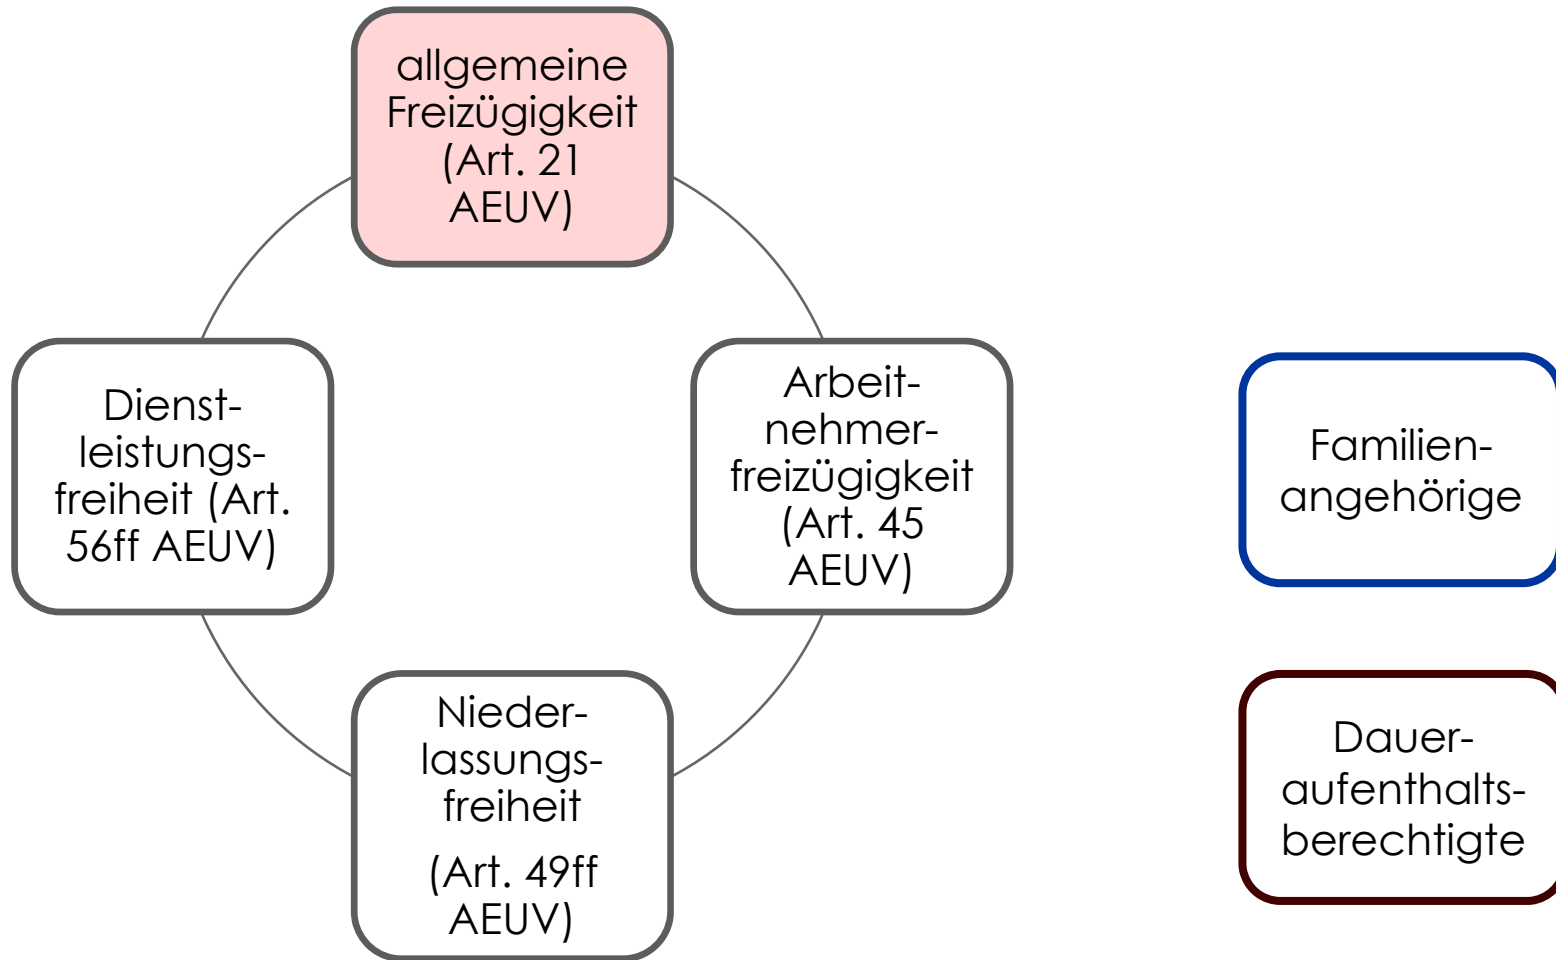 allgemeine
Freizügigkeit
(Art. 21
AEUV)
Dienst-
leistungs-
freiheit (Art.
56ff AEUV)
Arbeit-
nehmer-
freizügigkeit
(Art. 45
AEUV)
Nieder-
lassungs-
freiheit
(Art. 49ff
AEUV)
Familien-
angehörige
Dauer-
aufenthalts-
berechtigte